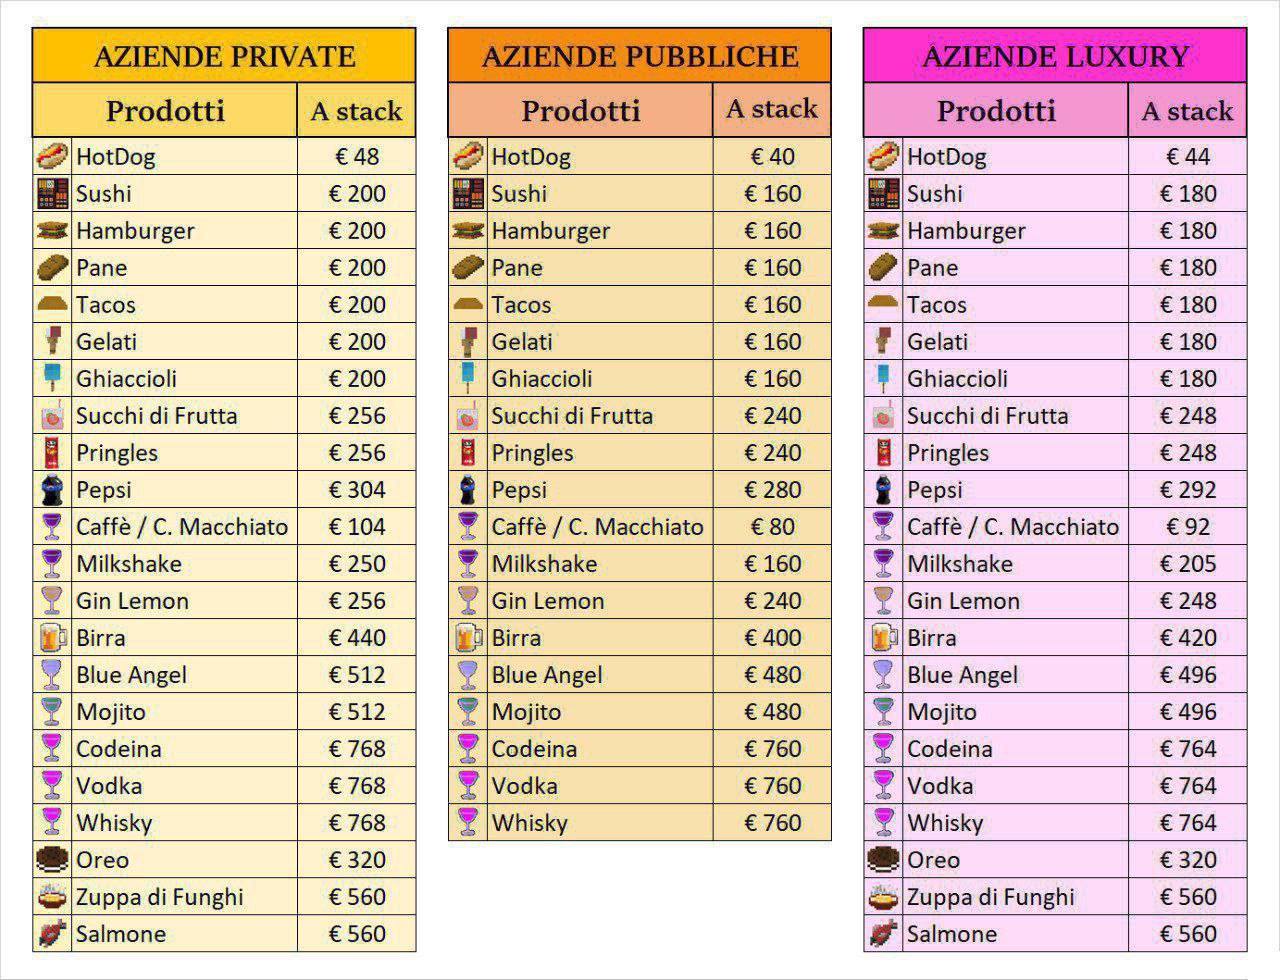 AZIENDE PRIVATE
Prodotti A stack
HotDog € 48
Sushi € 200
Hamburger € 200
Pane € 200
Tacos € 200
Gelati € 200
Ghiaccioli € 200
Succhi di Frutta € 256
Pringles € 256
Pepsi € 304
Caffè / C. Macchiato € 104
Milkshake € 250
Gin Lemon € 256
Birra € 440
Blue Angel € 512
Mojito € 512
Codeina € 768
Vodka € 768
Whisky € 768
Oreo € 320
Zuppa di Funghi € 560
Salmone € 560
AZIENDE PUBBLICHE
Prodotti A stack
HotDog € 40
Sushi € 160
Hamburger € 160
Pane € 160
Tacos € 160
Gelati € 160
Ghiaccioli € 160
Succhi di Frutta € 240
Pringles € 240
Pepsi € 280
Caffè / C. Macchiato € 80
Milkshake € 160
Gin Lemon € 240
Birra € 400
Blue Angel € 480
Mojito € 480
Codeina € 760
Vodka € 760
Whisky € 760
AZIENDE LUXURY
Prodotti A stack
HotDog € 44
Sushi € 180
Hamburger € 180
Pane € 180
Tacos € 180
Gelati € 180
Ghiaccioli € 180
Succhi di Frutta € 248
Pringles € 248
Pepsi € 292
Caffè / C. Macchiato € 92
Milkshake € 205
Gin Lemon € 248
Birra € 420
Blue Angel € 496
Mojito € 496
Codeina € 764
Vodka € 764
Whisky € 764
Oreo € 320
Zuppa di Funghi € 560
Salmone € 560